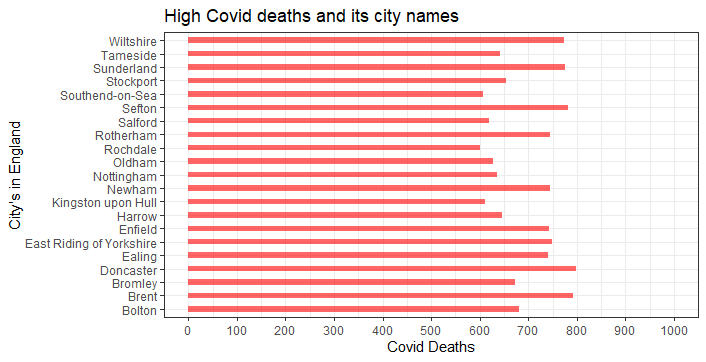 High Covid deaths and its city names
City's in England
Wiltshire
Tameside
Sunderland
Stockport
Southend-on-Sea
Sefton
Salford
Rotherham
Rochdale
Oldham
Nottingham
Newham
Kingston upon Hull
Harrow
Enfield
East Riding of Yorkshire
Ealing
Doncaster
Bromley
Brent
Bolton
0 100 200 300 400 500 600 700 800 900 1000
Covid Deaths